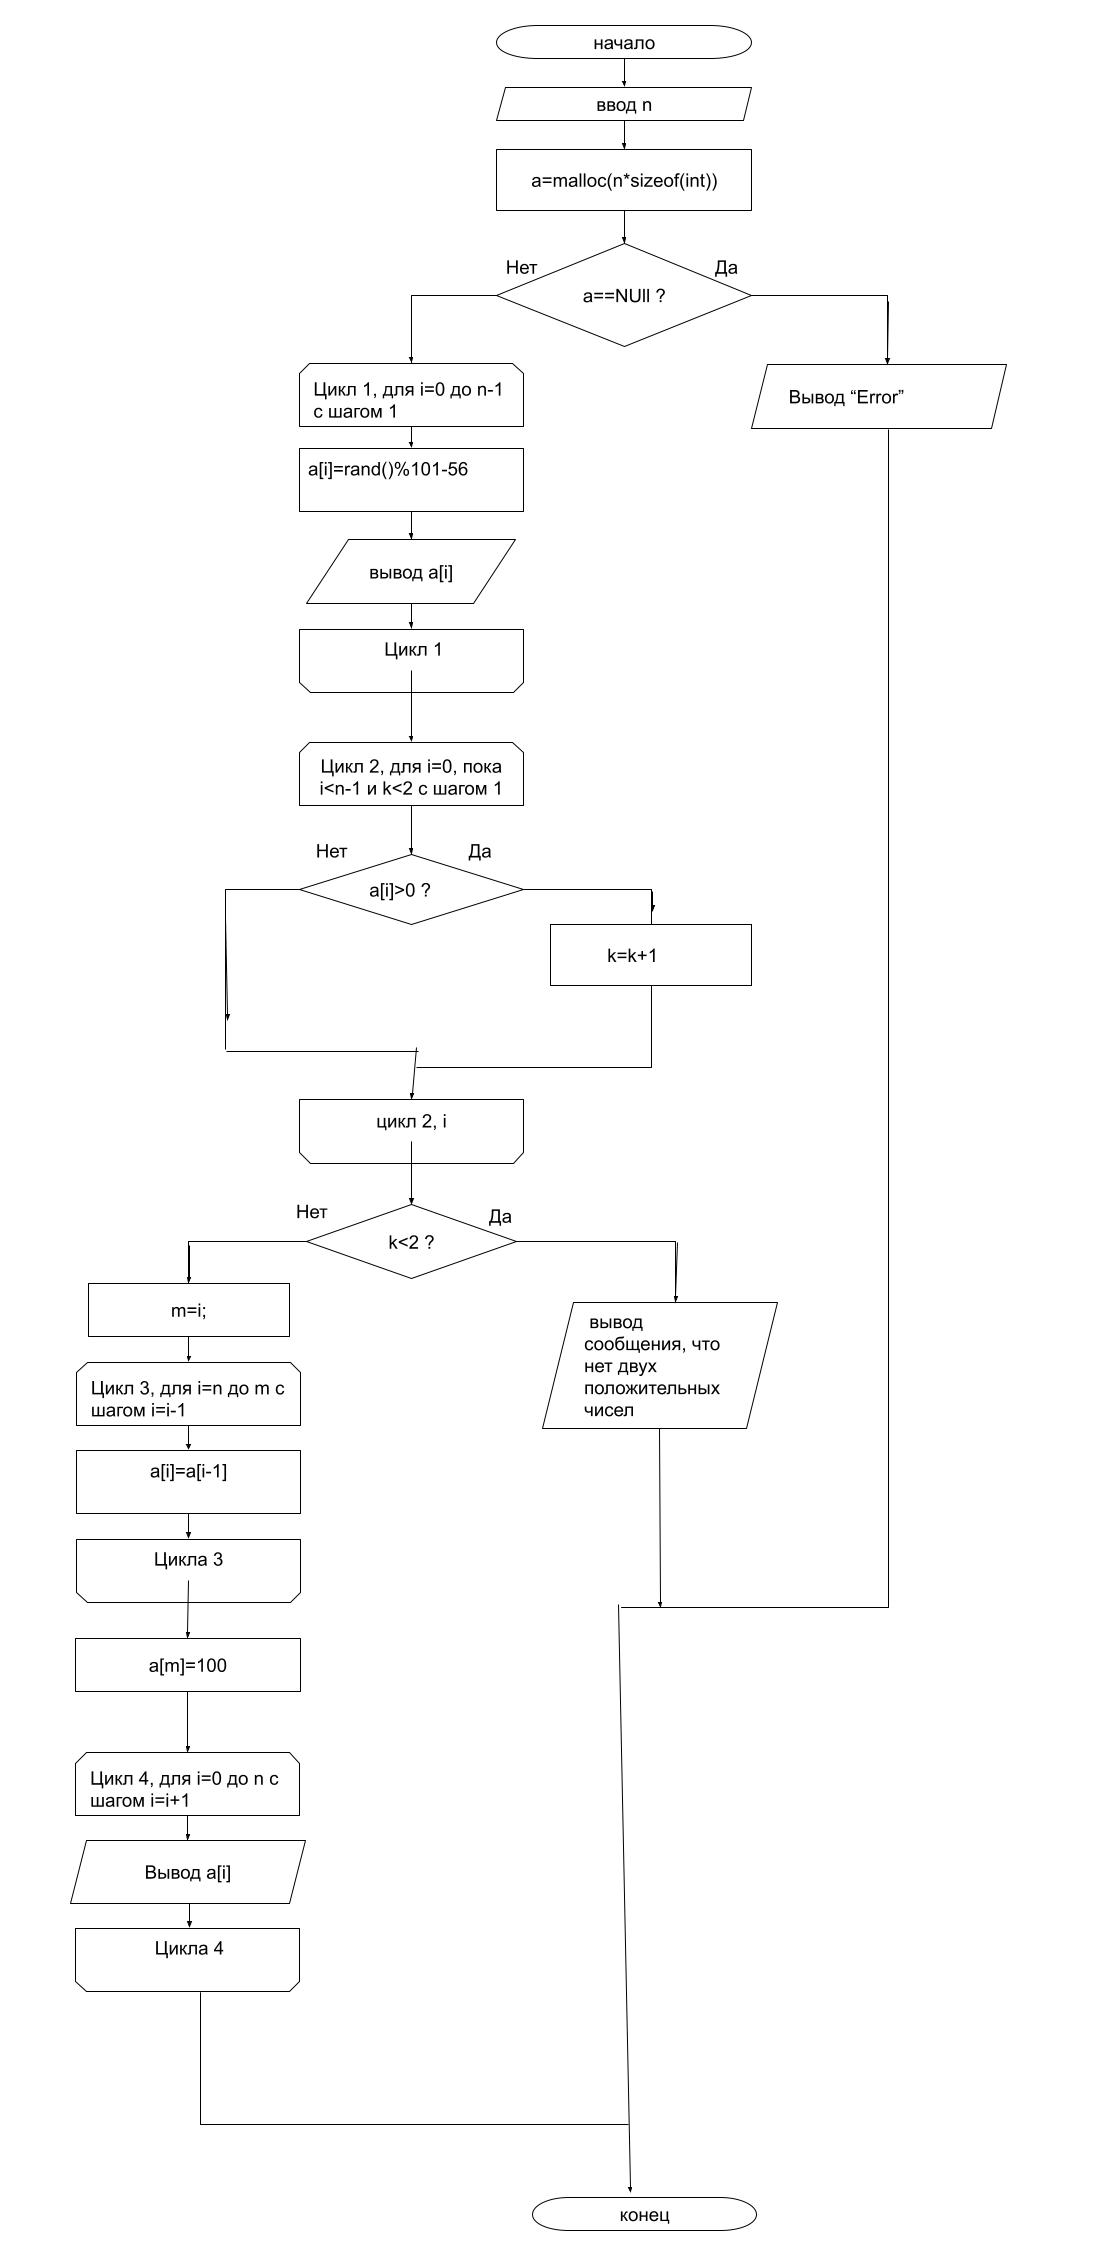 начало
ввод n
a=malloc(n*sizeof(int))
Нет
Да
a==NUll ?
Цикл 1, для i=0 до n-1
с шагом 1
Вывод “Error”
a[i]=rand()%101-56
вывод a[i]
Цикл 1
Цикл 2, для i=0, пока
i<n-1 и k<2 с шагом 1
Нет
Да
a[i]>0 ?
k=k+1
цикл 2, i
Нет
Да
k<2 ?
m=i;
вывод
сообщения, что
нет двух
положительных
чисел
Цикл 3, для i=n до m с
шагом i=i-1
a[i]=a[i-1]
Цикла 3
a[m]=100
Цикл 4, для i=0 до n с
шагом i=i+1
Вывод a[i]
Цикла 4
конец